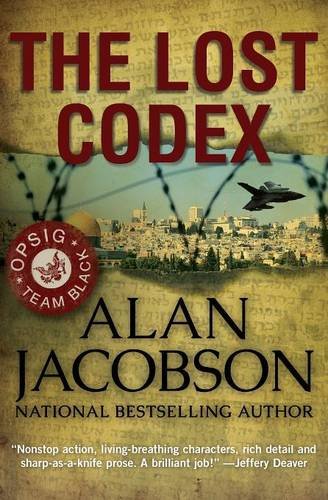 THE LOST
CODEX
OPSIG
TEAM BLACK
ALAN
JACOBSON
NATIONAL BESTSELLING AUTHOR
“Nonstop action, living-breathing characters, rich detail and
sharp-as-a-knife prose. A brilliant job!” —Jeffery Deaver